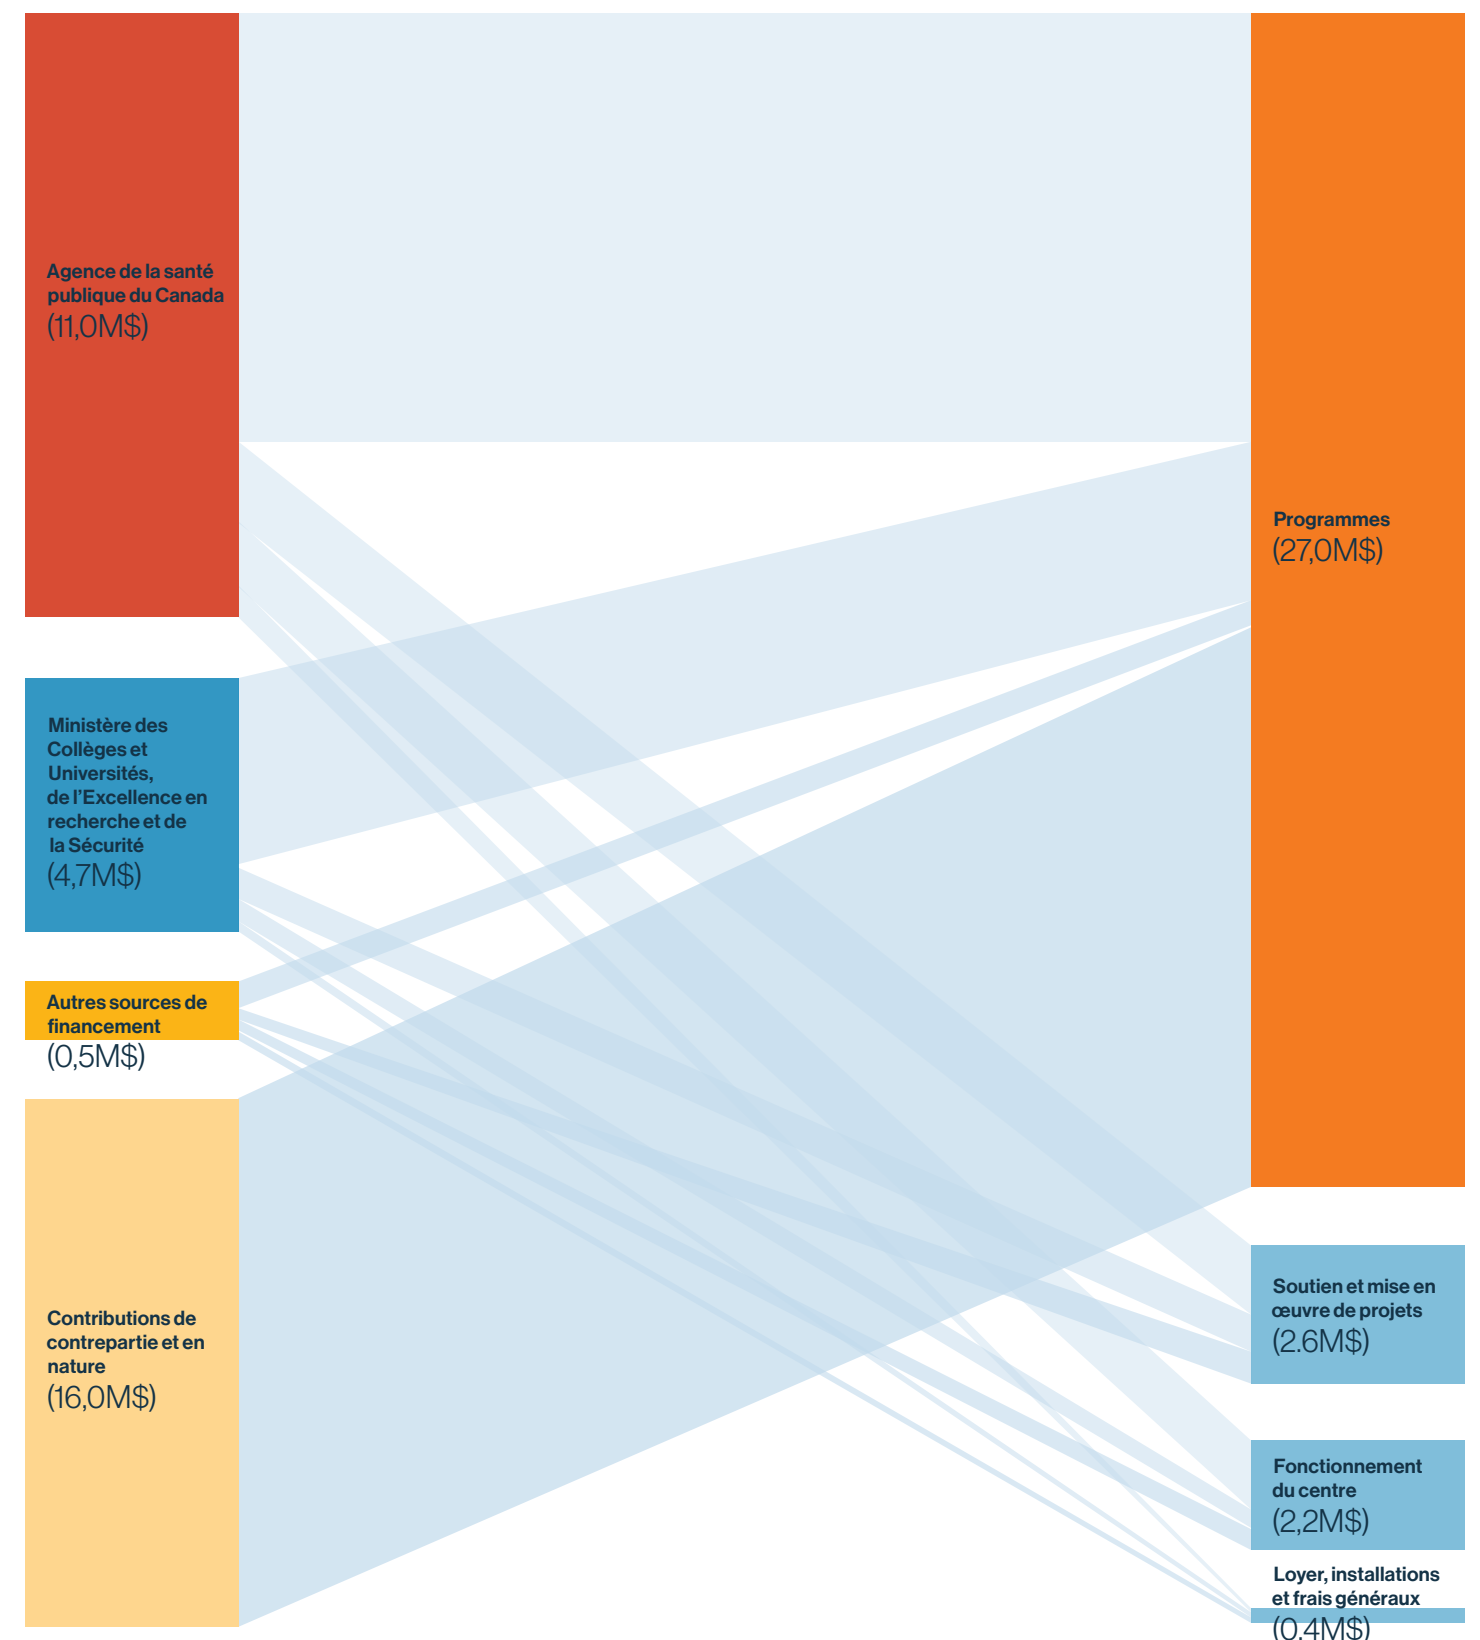 Agence de la santé
publique du Canada
(11,0M$)
Ministère des
Collèges et
Universités,
de l’Excellence en
recherche et de
la Sécurité
(4,7M$)
Autres sources de
financement
(0,5M$)
Contributions de
contrepartie et en
nature
(16,0M$)
Programmes
(27,0M$)
Soutien et mise en
œuvre de projets
(2.6M$)
Fonctionnement
du centre
(2,2M$)
Loyer, installations
et frais généraux
(0.4M$)